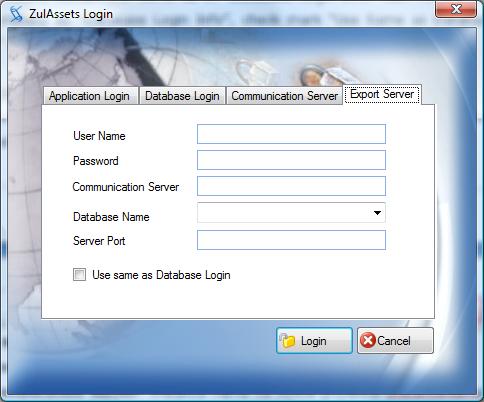 ZulAssets Login
Application Login
Database Login
Communication Server
Export Server
User Name
Password
Communication Server
Database Name
Server Port
Use same as Database Login
Login
Cancel